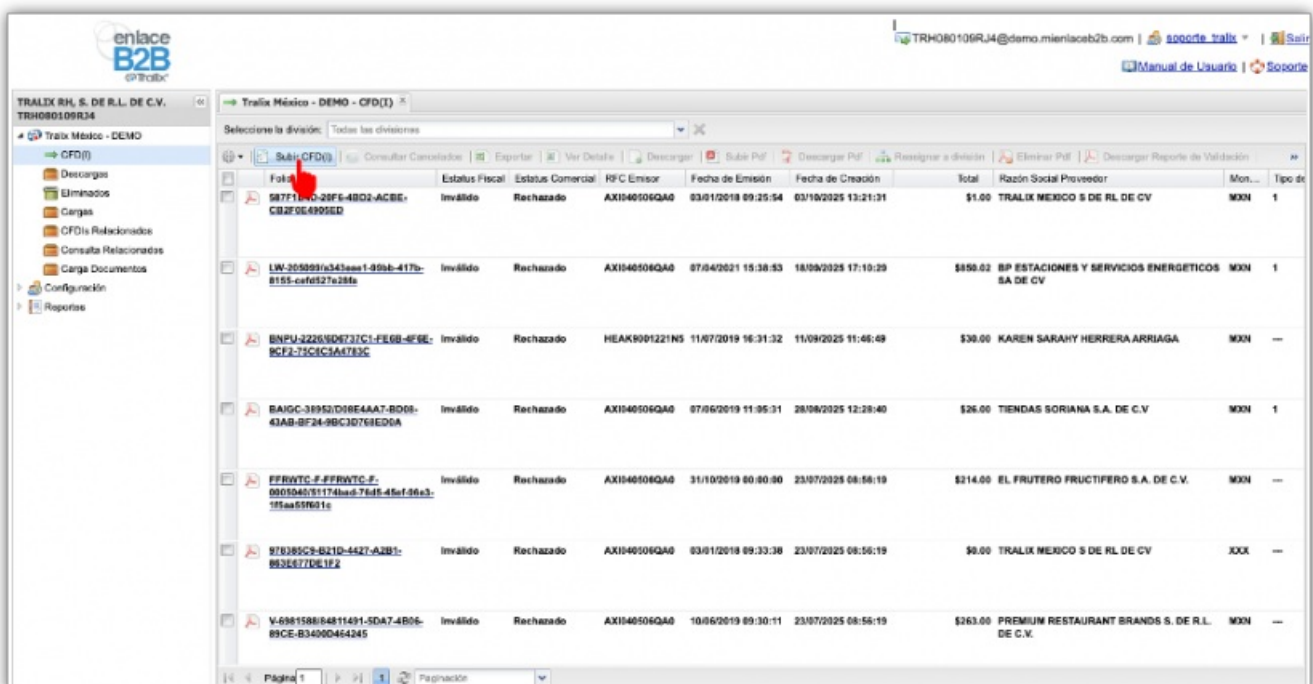 enlace
B2B
@Tralix
TRH080109RJ4@demo.mienlaceb2b.com | soporte_tralix | Salir
Manual de Usuario | Soporte
TRALIX RH, S. DE R.L. DE C.V.
TRH080109RJ4
Tralix México - DEMO
CFD(I)
Descargas
Eliminados
Cargas
CFDIs Relacionados
Consulta Relacionadas
Carga Documentos
Configuración
Reportes
Tralix México - DEMO - CFD(I)
Seleccione la división: Todas las divisiones
Subir CFD(I) | Consultar Cancelados | Exportar | Ver Detalle | Descargar | Subir Pdf | Descargar Pdf | Reasignar a división | Eliminar Pdf | Descargar Reporte de Validación
Estatus Fiscal Estatus Comercial RFC Emisor Fecha de Emisión Fecha de Creación Total Razón Social Proveedor Mon... Tipo de
Inválido Rechazado AXI040506QA0 03/01/2018 09:25:54 03/10/2025 13:21:31 $1.00 TRALIX MEXICO S DE RL DE CV MXN 1
CB2F0E4905ED
Inválido Rechazado AXI040506QA0 07/04/2021 15:38:53 18/09/2025 17:10:29 $850.02 BP ESTACIONES Y SERVICIOS ENERGETICOS MXN 1
SA DE CV
BNPU-2226/6D6737C1-FE6B-4F6E- Inválido Rechazado HEAK9001221N5 11/07/2019 16:31:32 11/09/2025 11:46:49 $30.00 KAREN SARAHY HERRERA ARRIAGA MXN ---
9CF2-75C6C5A4783C
BAIGC-38952/D08E4AA7-BD08- Inválido Rechazado AXI040506QA0 07/06/2019 11:05:31 28/08/2025 12:28:40 $26.00 TIENDAS SORIANA S.A. DE C.V MXN 1
43AB-BF24-9BC3D768ED0A
FFRWTC-F-FFRWTC-F- Inválido Rechazado AXI040506QA0 31/10/2019 00:00:00 23/07/2025 08:56:19 $214.00 EL FRUTERO FRUCTIFERO S.A. DE C.V. MXN ---
0005040/51174bad-76d5-45ef-06e3-
1f5aa55f601c
978385C9-B21D-4427-A2B1- Inválido Rechazado AXI040506QA0 03/01/2018 09:33:38 23/07/2025 08:56:19 $0.00 TRALIX MEXICO S DE RL DE CV XXX ---
863E677DE1F2
V-6981588/84811491-5DA7-4B06- Inválido Rechazado AXI040506QA0 10/06/2019 09:30:11 23/07/2025 08:56:19 $263.00 PREMIUM RESTAURANT BRANDS S. DE R.L. MXN ---
89CE-B3400D464245 DE C.V.
Página 1 1 Paginación